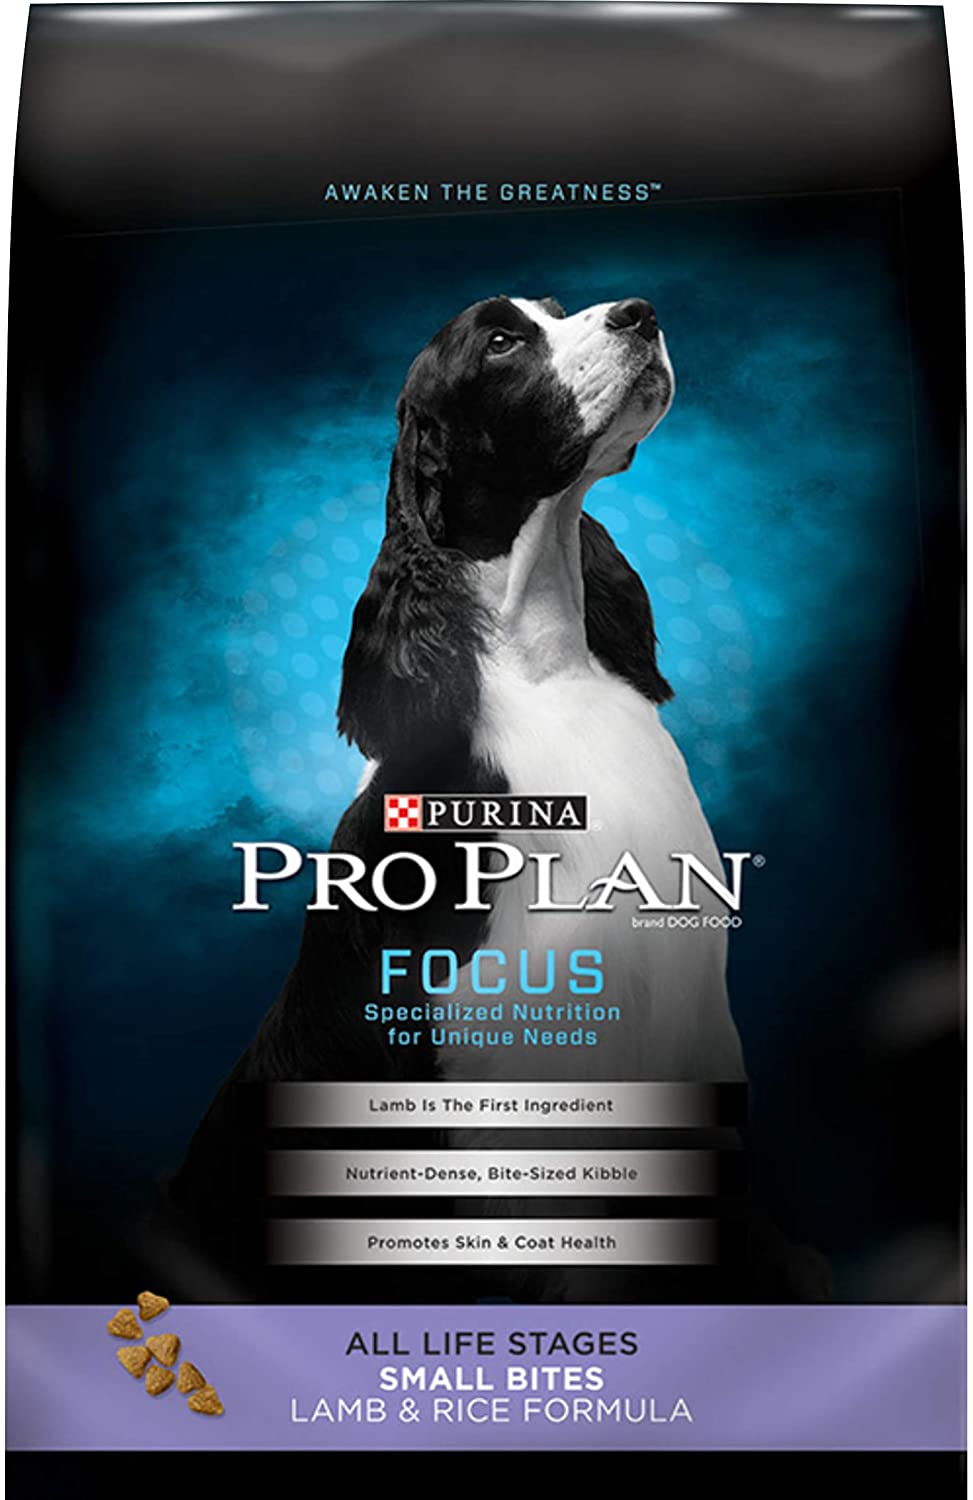 AWAKEN THE GREATNESS™
PURINA®
PRO PLAN®
brand DOG FOOD
FOCUS
Specialized Nutrition
for Unique Needs
Lamb Is The First Ingredient
Nutrient-Dense, Bite-Sized Kibble
Promotes Skin & Coat Health
ALL LIFE STAGES
SMALL BITES
LAMB & RICE FORMULA